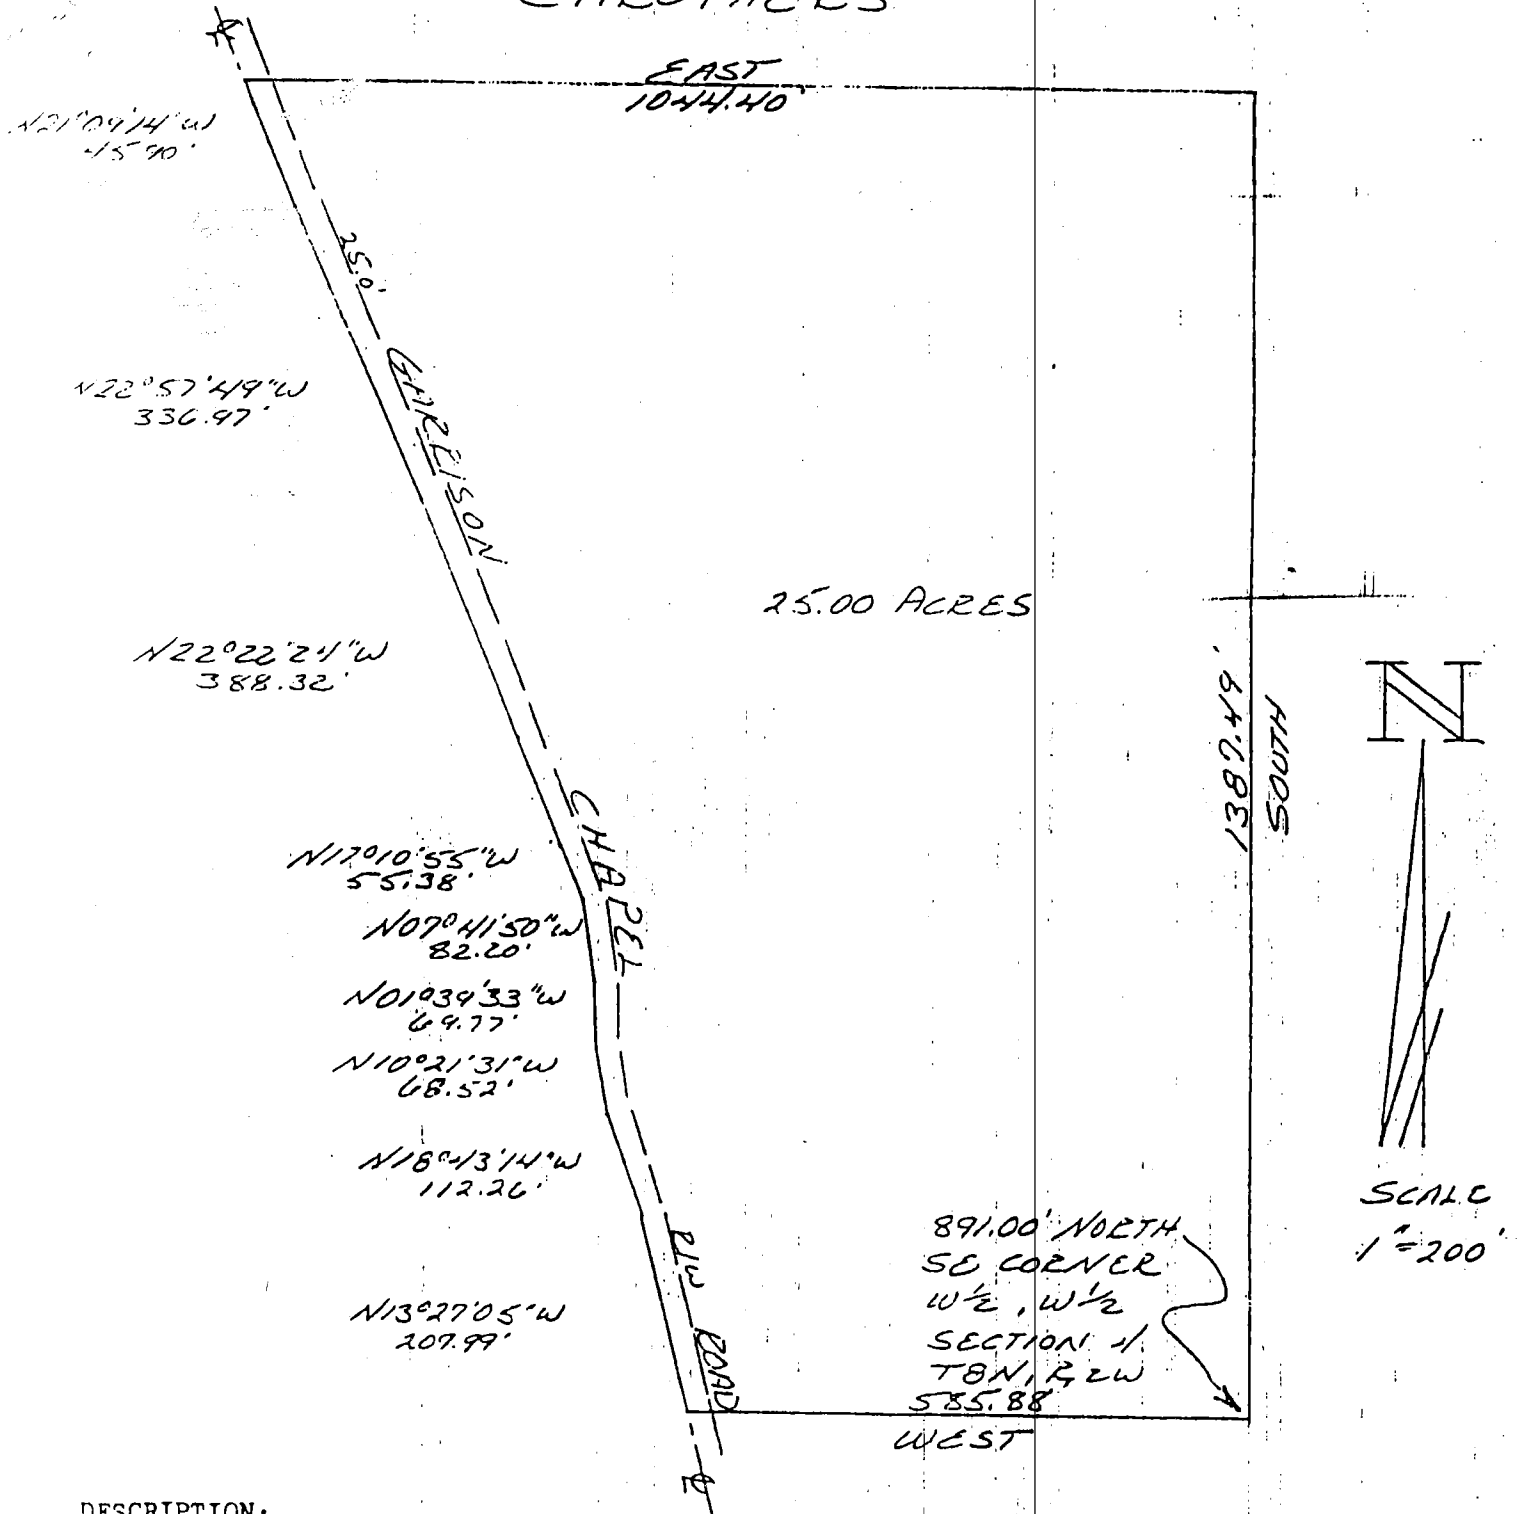 CAROTHERS
EAST
1044.40'
N21°09'14"W
45.90'
25.0'
N22°57'49"W
336.97'
GARRISON
25.00 ACRES
N22°22'24"W
388.32'
1387.49'
SOUTH
N
CHAPEL
N17°10'55"W
55.38'
N07°41'50"W
82.20'
N01°39'33"W
69.77'
N10°21'31"W
68.52'
N18°43'14"W
112.26'
SCALE
1"=200'
891.00' NORTH
SE CORNER
W½, W½
SECTION 4
T8N, R2W
R/W
ROAD
N13°27'05"W
207.99'
585.88
WEST
DESCRIPTION: